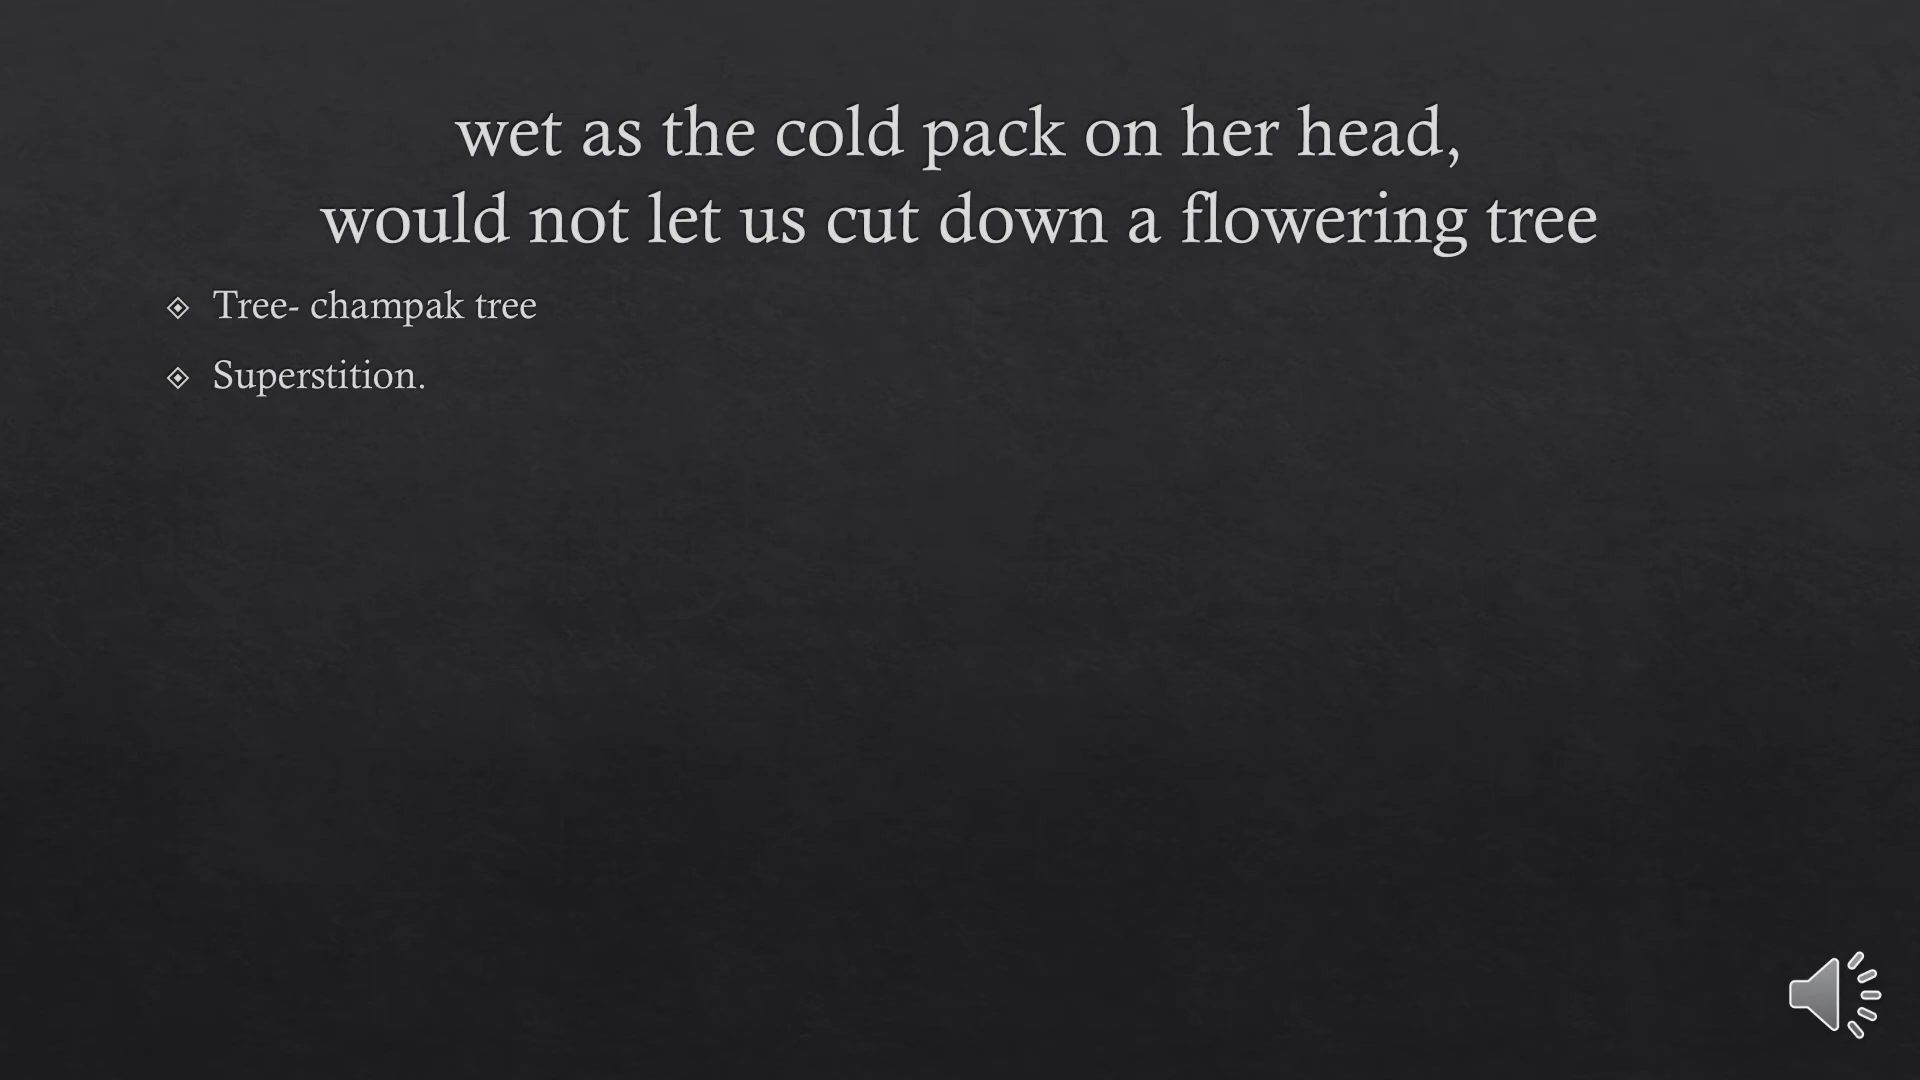 wet as the cold pack on her head,
would not let us cut down a flowering tree
Tree- champak tree
Superstition.